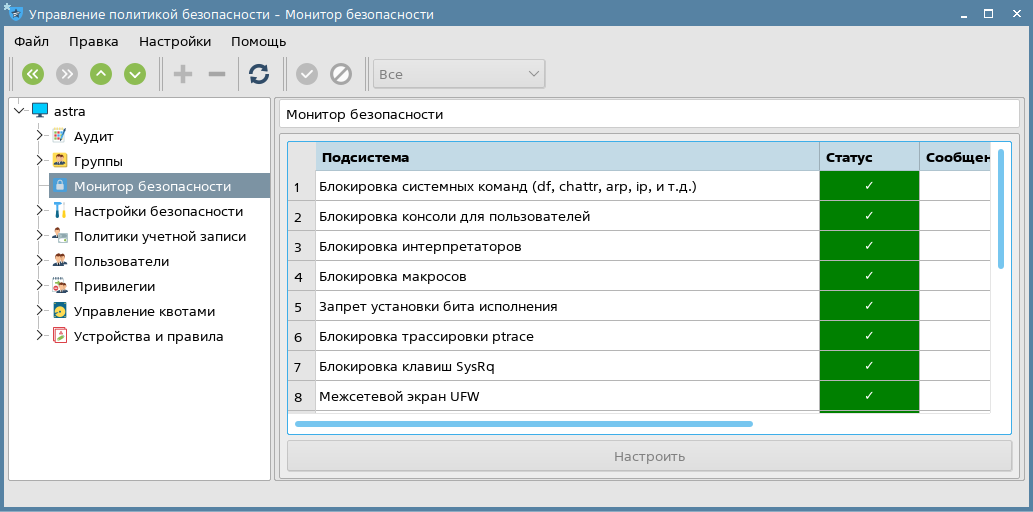 Управление политикой безопасности - Монитор безопасности
Файл Правка Настройки Помощь
Все
astra
Аудит
Группы
Монитор безопасности
Настройки безопасности
Политики учетной записи
Пользователи
Привилегии
Управление квотами
Устройства и правила
Монитор безопасности
Подсистема Статус Сообщен
1 Блокировка системных команд (df, chattr, arp, ip, и т.д.) ✓
2 Блокировка консоли для пользователей ✓
3 Блокировка интерпретаторов ✓
4 Блокировка макросов ✓
5 Запрет установки бита исполнения ✓
6 Блокировка трассировки ptrace ✓
7 Блокировка клавиш SysRq ✓
8 Межсетевой экран UFW ✓
Настроить